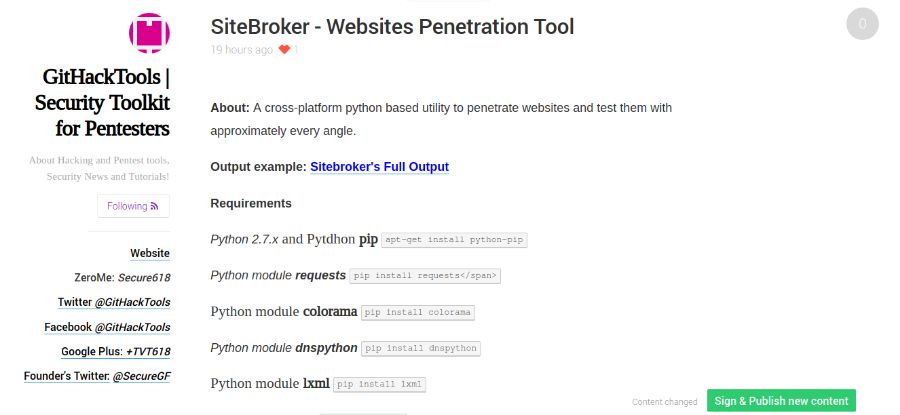 GitHackTools |
Security Toolkit
for Pentesters
About Hacking and Pentest tools,
Security News and Tutorials!
Following
Website
ZeroMe: Secure618
Twitter @GitHackTools
Facebook @GitHackTools
Google Plus: +TVT618
Founder's Twitter: @SecureGF
SiteBroker - Websites Penetration Tool
19 hours ago 1
0
About: A cross-platform python based utility to penetrate websites and test them with
approximately every angle.
Output example: Sitebroker's Full Output
Requirements
Python 2.7.x and Pytdhon pip apt-get install python-pip
Python module requests pip install requests</span>
Python module colorama pip install colorama
Python module dnspython pip install dnspython
Python module lxml pip install lxml
Content changed
Sign & Publish new content